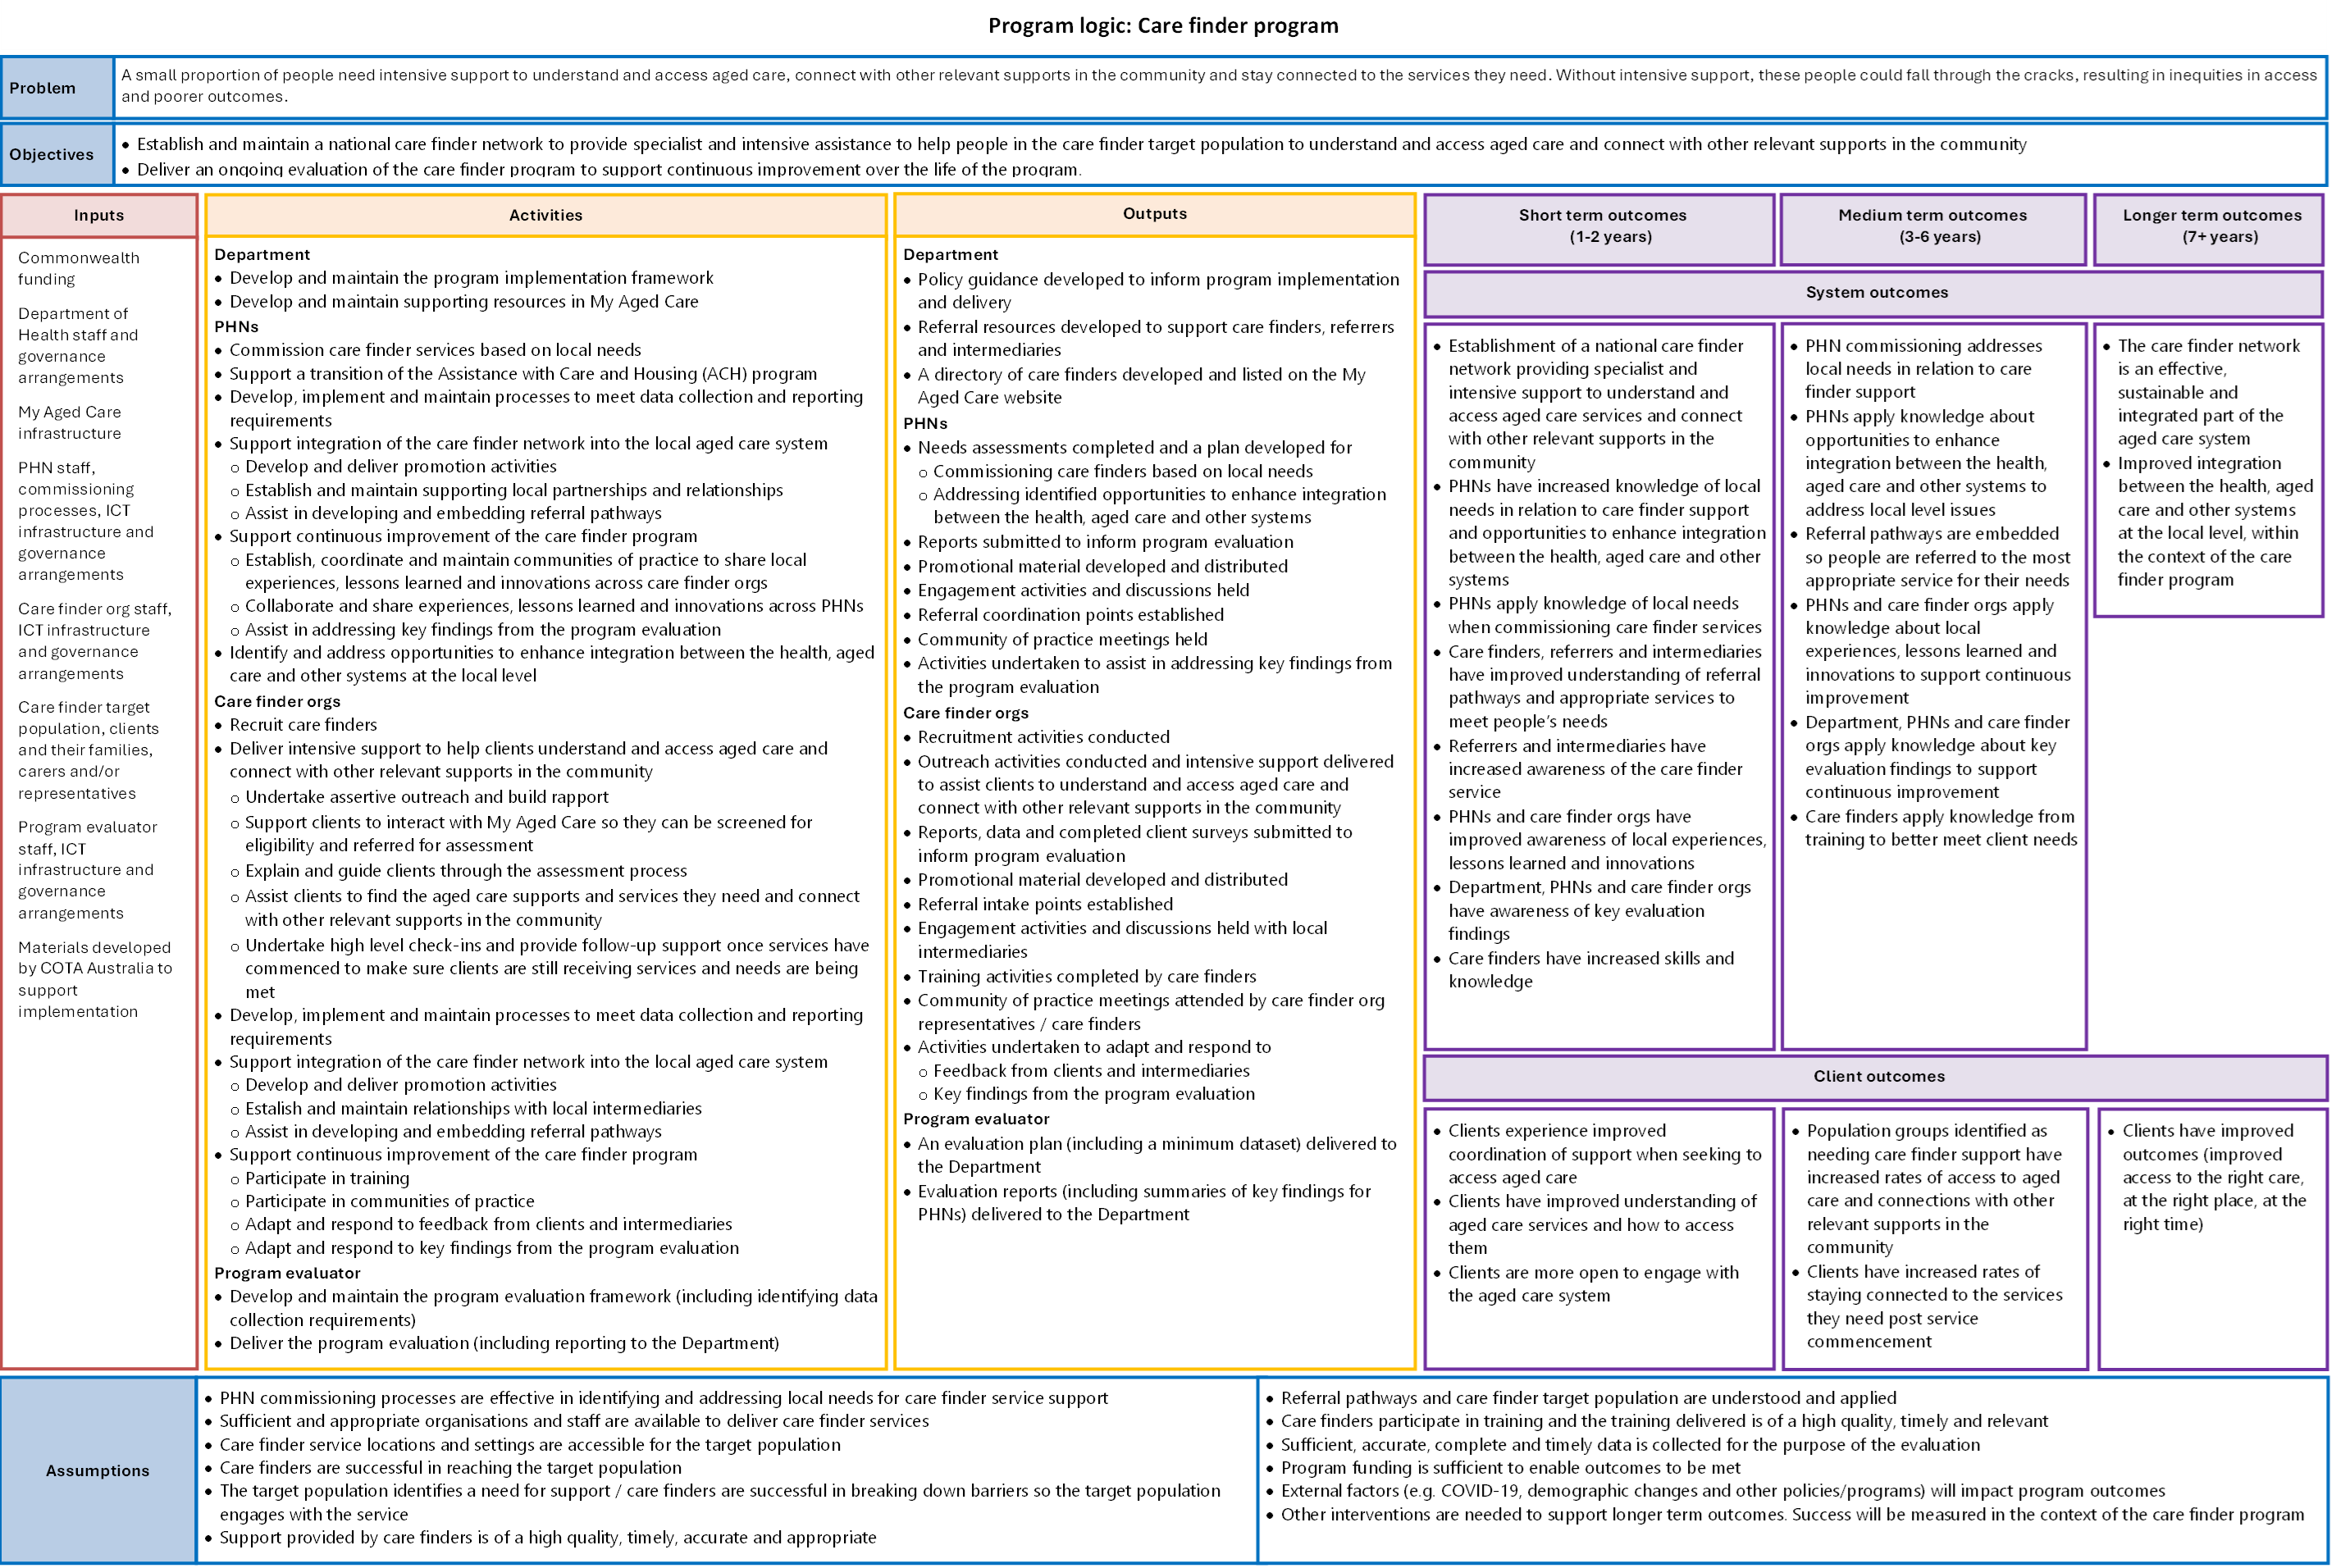 Program logic: Care finder program
Problem
A small proportion of people need intensive support to understand and access aged care, connect with other relevant supports in the community and stay connected to the services they need. Without intensive support, these people could fall through the cracks, resulting in inequities in access
and poorer outcomes.
Objectives
• Establish and maintain a national care finder network to provide specialist and intensive assistance to help people in the care finder target population to understand and access aged care and connect with other relevant supports in the community
• Deliver an ongoing evaluation of the care finder program to support continuous improvement over the life of the program.
Inputs
Commonwealth
funding
Department of
Health staff and
governance
arrangements
My Aged Care
infrastructure
PHN staff,
commissioning
processes, ICT
infrastructure and
governance
arrangements
Care finder org staff,
ICT infrastructure
and governance
arrangements
Care finder target
population, clients
and their families,
carers and/or
representatives
Program evaluator
staff, ICT
infrastructure and
governance
arrangements
Materials developed
by COTA Australia to
support
implementation
Activities
Department
• Develop and maintain the program implementation framework
• Develop and maintain supporting resources in My Aged Care
PHNs
• Commission care finder services based on local needs
• Support a transition of the Assistance with Care and Housing (ACH) program
• Develop, implement and maintain processes to meet data collection and reporting
requirements
• Support integration of the care finder network into the local aged care system
o Develop and deliver promotion activities
o Establish and maintain supporting local partnerships and relationships
o Assist in developing and embedding referral pathways
• Support continuous improvement of the care finder program
o Establish, coordinate and maintain communities of practice to share local
experiences, lessons learned and innovations across care finder orgs
o Collaborate and share experiences, lessons learned and innovations across PHNs
o Assist in addressing key findings from the program evaluation
• Identify and address opportunities to enhance integration between the health, aged
care and other systems at the local level
Care finder orgs
• Recruit care finders
• Deliver intensive support to help clients understand and access aged care and
connect with other relevant supports in the community
o Undertake assertive outreach and build rapport
o Support clients to interact with My Aged Care so they can be screened for
eligibility and referred for assessment
o Explain and guide clients through the assessment process
o Assist clients to find the aged care supports and services they need and connect
with other relevant supports in the community
o Undertake high level check-ins and provide follow-up support once services have
commenced to make sure clients are still receiving services and needs are being
met
• Develop, implement and maintain processes to meet data collection and reporting
requirements
• Support integration of the care finder network into the local aged care system
o Develop and deliver promotion activities
o Estalish and maintain relationships with local intermediaries
o Assist in developing and embedding referral pathways
• Support continuous improvement of the care finder program
o Participate in training
o Participate in communities of practice
o Adapt and respond to feedback from clients and intermediaries
o Adapt and respond to key findings from the program evaluation
Program evaluator
• Develop and maintain the program evaluation framework (including identifying data
collection requirements)
• Deliver the program evaluation (including reporting to the Department)
Outputs
Department
• Policy guidance developed to inform program implementation
and delivery
• Referral resources developed to support care finders, referrers
and intermediaries
• A directory of care finders developed and listed on the My
Aged Care website
PHNs
• Needs assessments completed and a plan developed for
o Commissioning care finders based on local needs
o Addressing identified opportunities to enhance integration
between the health, aged care and other systems
• Reports submitted to inform program evaluation
• Promotional material developed and distributed
• Engagement activities and discussions held
• Referral coordination points established
• Community of practice meetings held
• Activities undertaken to assist in addressing key findings from
the program evaluation
Care finder orgs
• Recruitment activities conducted
• Outreach activities conducted and intensive support delivered
to assist clients to understand and access aged care and
connect with other relevant supports in the community
• Reports, data and completed client surveys submitted to
inform program evaluation
• Promotional material developed and distributed
• Referral intake points established
• Engagement activities and discussions held with local
intermediaries
• Training activities completed by care finders
• Community of practice meetings attended by care finder org
representatives / care finders
• Activities undertaken to adapt and respond to
o Feedback from clients and intermediaries
o Key findings from the program evaluation
Program evaluator
• An evaluation plan (including a minimum dataset) delivered to
the Department
• Evaluation reports (including summaries of key findings for
PHNs) delivered to the Department
Short term outcomes
(1-2 years)
Medium term outcomes
(3-6 years)
Longer term outcomes
(7+ years)
System outcomes
• Establishment of a national care finder
network providing specialist and
intensive support to understand and
access aged care services and connect
with other relevant supports in the
community
• PHNs have increased knowledge of local
needs in relation to care finder support
and opportunities to enhance integration
between the health, aged care and other
systems
• PHNs apply knowledge of local needs
when commissioning care finder services
• Care finders, referrers and intermediaries
have improved understanding of referral
pathways and appropriate services to
meet people's needs
• Referrers and intermediaries have
increased awareness of the care finder
service
• PHNs and care finder orgs have
improved awareness of local experiences,
lessons learned and innovations
• Department, PHNs and care finder orgs
have awareness of key evaluation
findings
• Care finders have increased skills and
knowledge
• PHN commissioning addresses
local needs in relation to care
finder support
• PHNs apply knowledge about
opportunities to enhance
integration between the health,
aged care and other systems to
address local level issues
• Referral pathways are embedded
so people are referred to the most
appropriate service for their needs
• PHNs and care finder orgs apply
knowledge about local
experiences, lessons learned and
innovations to support continuous
improvement
• Department, PHNs and care finder
orgs apply knowledge about key
evaluation findings to support
continuous improvement
• Care finders apply knowledge from
training to better meet client needs
• The care finder network
is an effective,
sustainable and
integrated part of the
aged care system
• Improved integration
between the health, aged
care and other systems
at the local level, within
the context of the care
finder program
Client outcomes
• Clients experience improved
coordination of support when seeking to
access aged care
• Clients have improved understanding of
aged care services and how to access
them
• Clients are more open to engage with
the aged care system
• Population groups identified as
needing care finder support have
increased rates of access to aged
care and connections with other
relevant supports in the
community
• Clients have increased rates of
staying connected to the services
they need post service
commencement
• Clients have improved
outcomes (improved
access to the right care,
at the right place, at the
right time)
Assumptions
• PHN commissioning processes are effective in identifying and addressing local needs for care finder service support
• Sufficient and appropriate organisations and staff are available to deliver care finder services
• Care finder service locations and settings are accessible for the target population
• Care finders are successful in reaching the target population
• The target population identifies a need for support / care finders are successful in breaking down barriers so the target population
engages with the service
• Support provided by care finders is of a high quality, timely, accurate and appropriate
• Referral pathways and care finder target population are understood and applied
• Care finders participate in training and the training delivered is of a high quality, timely and relevant
• Sufficient, accurate, complete and timely data is collected for the purpose of the evaluation
• Program funding is sufficient to enable outcomes to be met
• External factors (e.g. COVID-19, demographic changes and other policies/programs) will impact program outcomes
• Other interventions are needed to support longer term outcomes. Success will be measured in the context of the care finder program